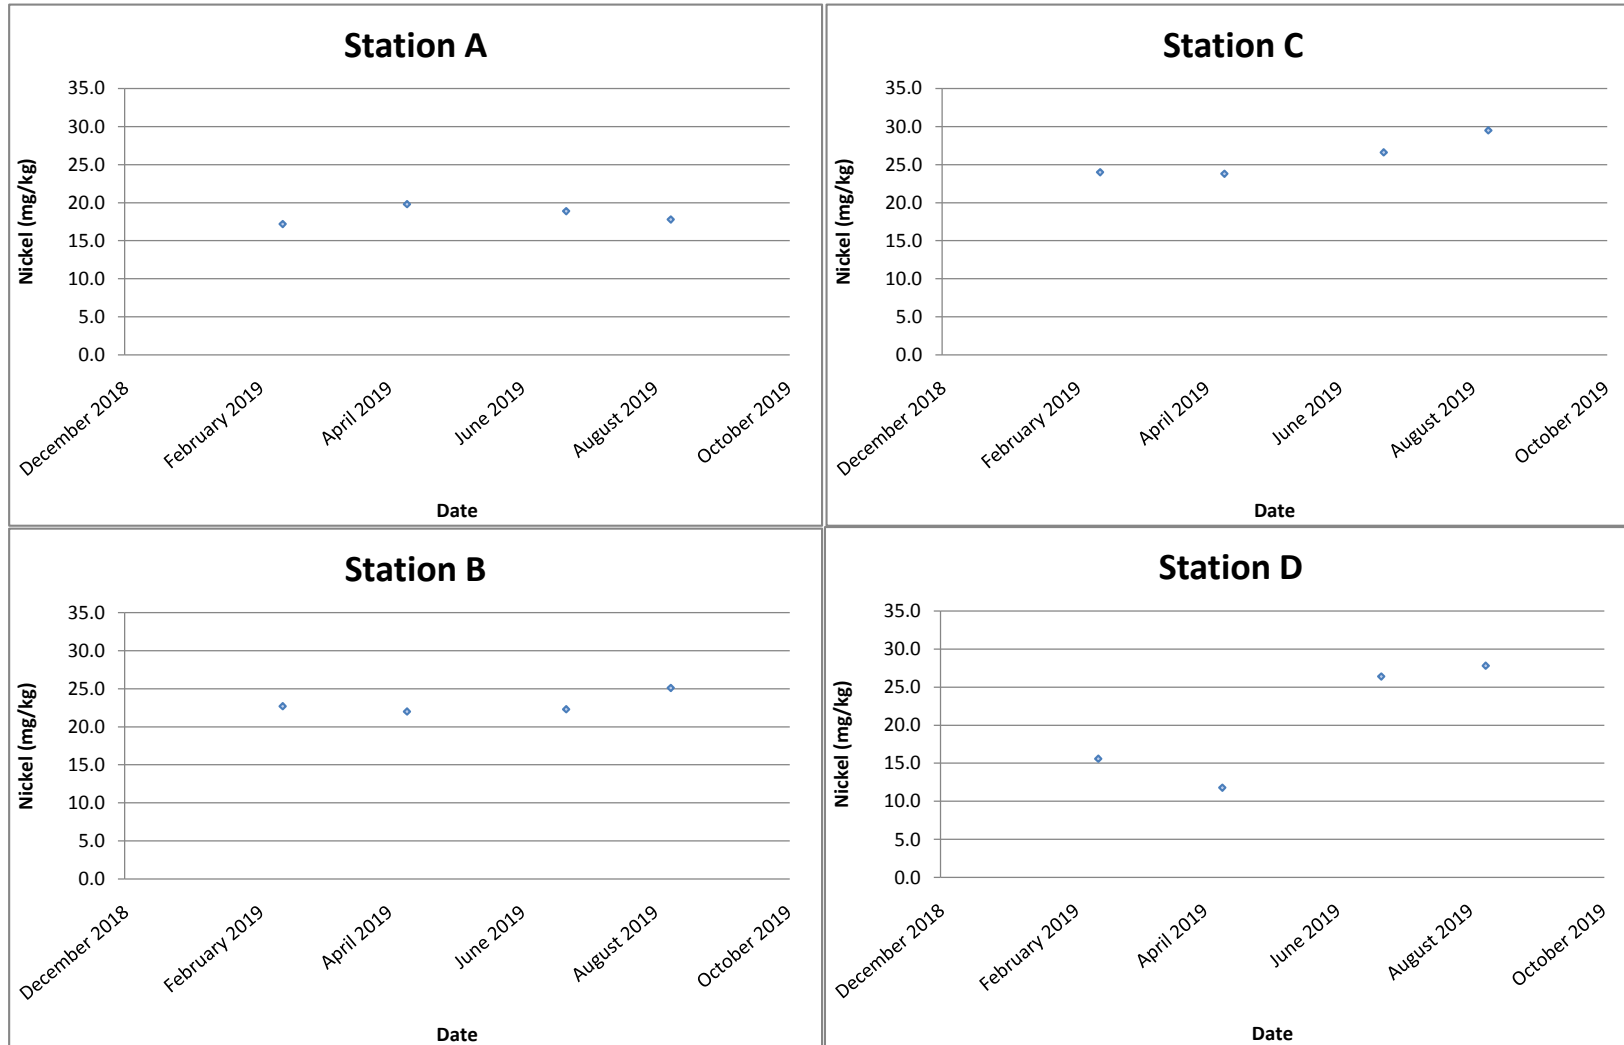 Station A
35.0
30.0
25.0
20.0
15.0
10.0
5.0
0.0
Nickel (mg/kg)
December 2018
February 2019
April 2019
June 2019
August 2019
October 2019
Date
Station C
35.0
30.0
25.0
20.0
15.0
10.0
5.0
0.0
Nickel (mg/kg)
December 2018
February 2019
April 2019
June 2019
August 2019
October 2019
Date
Station B
35.0
30.0
25.0
20.0
15.0
10.0
5.0
0.0
Nickel (mg/kg)
December 2018
February 2019
April 2019
June 2019
August 2019
October 2019
Date
Station D
35.0
30.0
25.0
20.0
15.0
10.0
5.0
0.0
Nickel (mg/kg)
December 2018
February 2019
April 2019
June 2019
August 2019
October 2019
Date